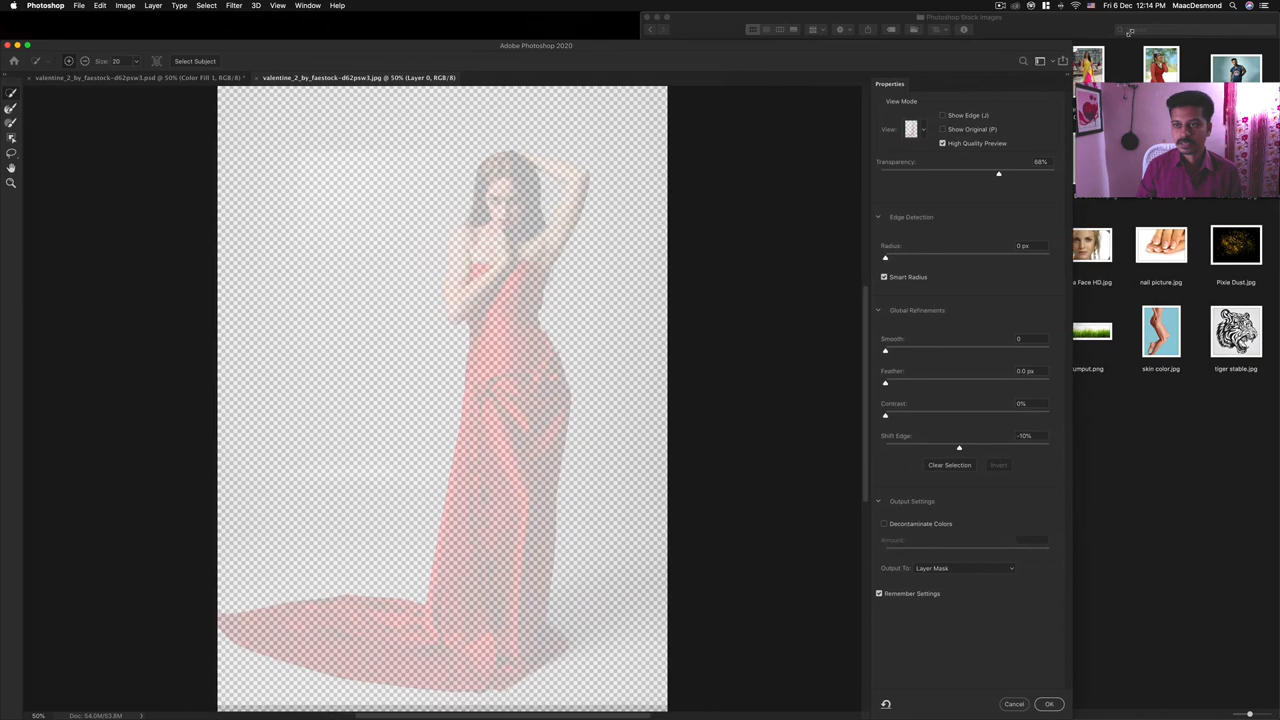 Photoshop File Edit Image Layer Type Select Filter 3D View Window Help
Fri 6 Dec 12:14 PM MaacDesmond
Photoshop Stock Images
Adobe Photoshop 2020
Size: 20 Select Subject
valentine_2_by_faestock-d62psw3.psd @ 50% (Color Fill 1, RGB/8) *
valentine_2_by_faestock-d62psw3.jpg @ 50% (Layer 0, RGB/8)
Properties
View Mode
Show Edge (J)
View: Show Original (P)
High Quality Preview
Transparency: 68%
Edge Detection
Radius: 0 px
Smart Radius
Global Refinements
Smooth: 0
Feather: 0.0 px
Contrast: 0%
Shift Edge: -10%
Clear Selection Invert
Output Settings
Decontaminate Colors
Amount:
Output To: Layer Mask
Remember Settings
Cancel OK
a Face HD.jpg nail picture.jpg Pixie Dust.jpg
umput.png skin color.jpg tiger stable.jpg
50% Doc: 54.0M/53.8M